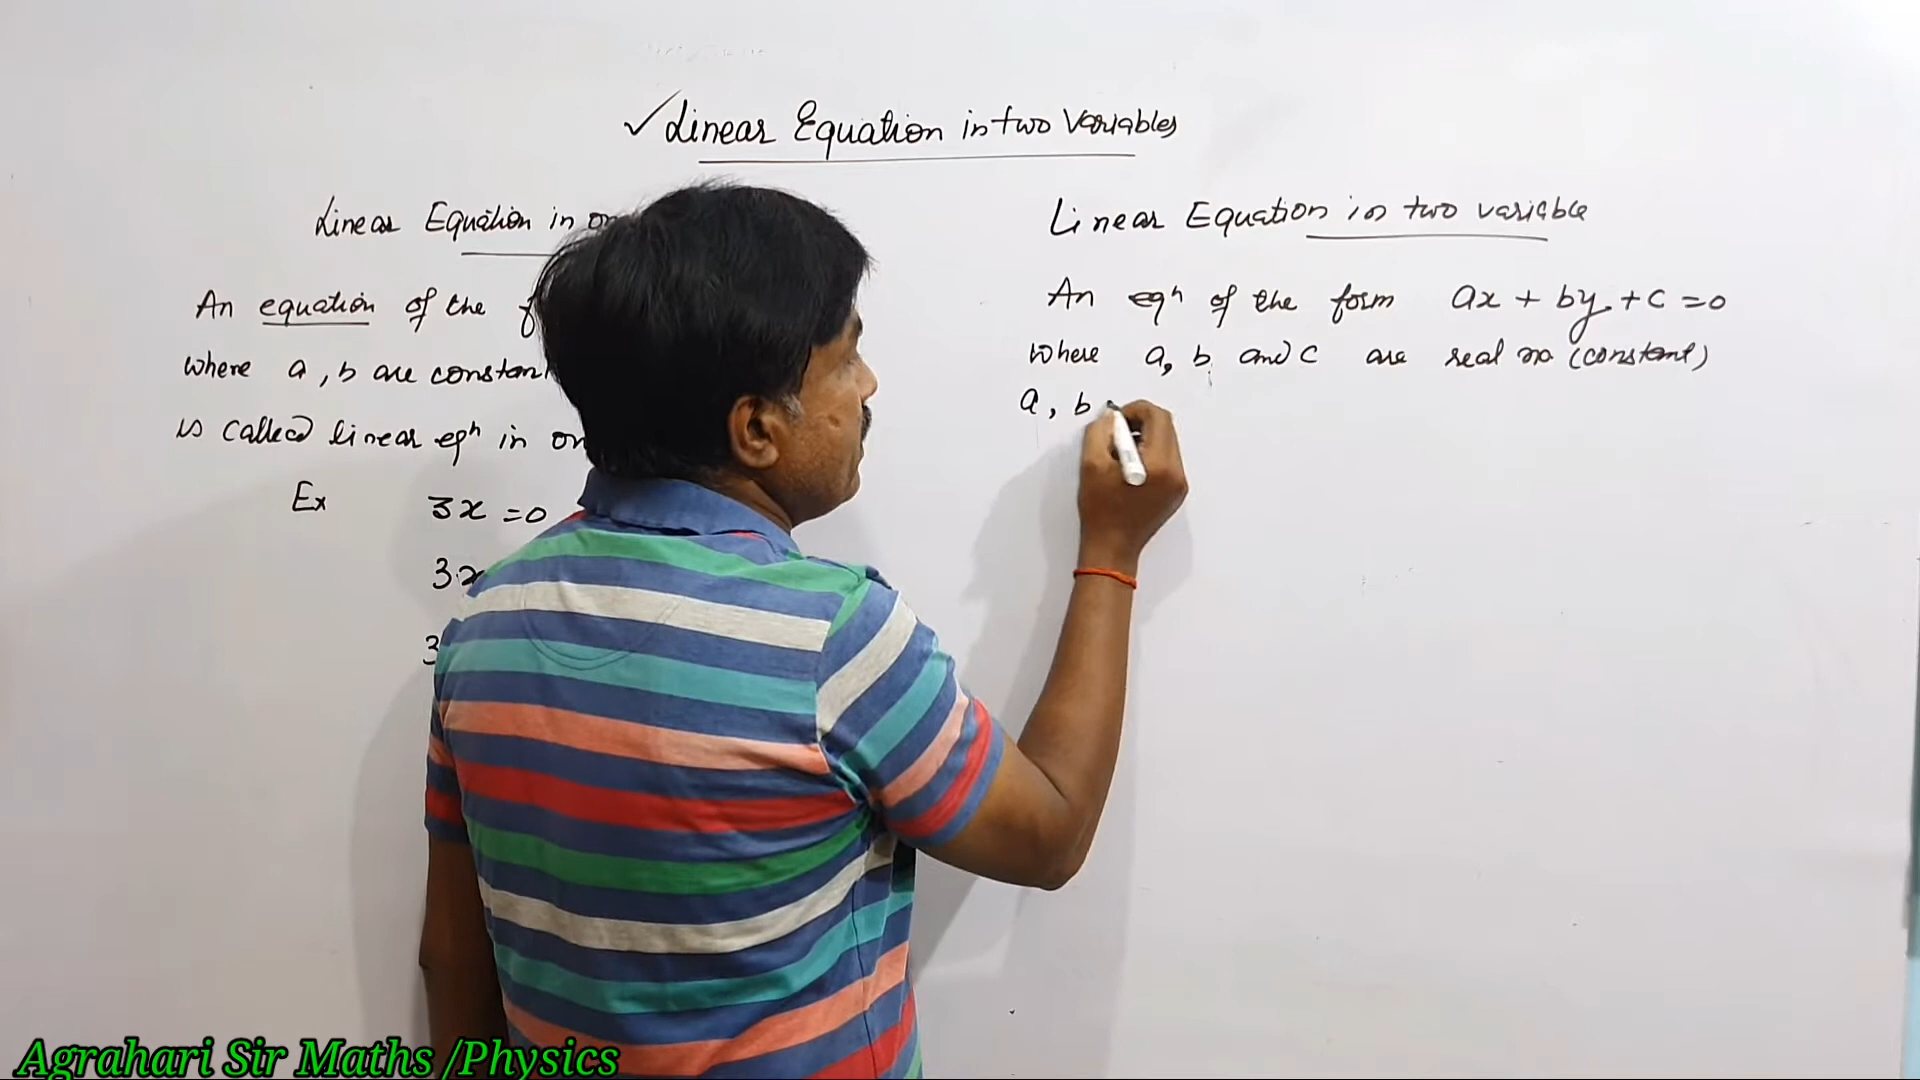 ✓Linear Equation in two Variables
Linear Equation in on
An equation of the f
where a, b are constant
is called linear eqn in on
Ex 3x =0
3x
3
Linear Equation in two variable
An eqn of the form ax + by + c =0
Where a, b and c are real no (constant)
a, b
Agrahari Sir Maths /Physics